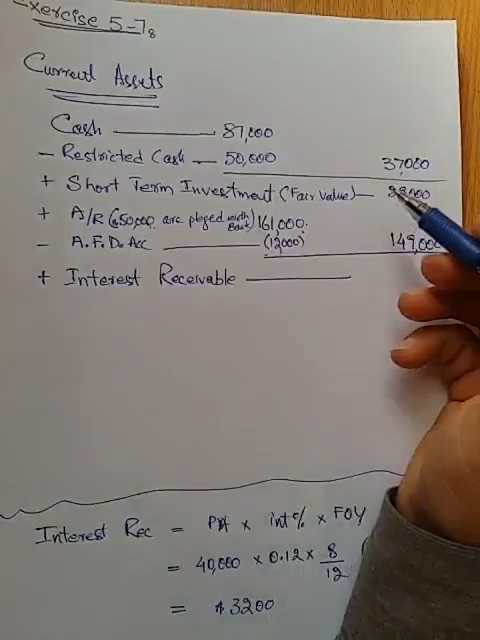 Exercise 5-7
Current Assets
Cash 87,000
- Restricted Cash 50,000 37,000
+ Short Term Investment (Fair Value)
+ A/R ($50,000 are pleged with Bank) 161,000
- A.F.D. Acc (12,000) 149,000
+ Interest Receivable
Interest Rec = PA x int% x FOY
= 40,000 x 0.12 x 8/12
= $3200